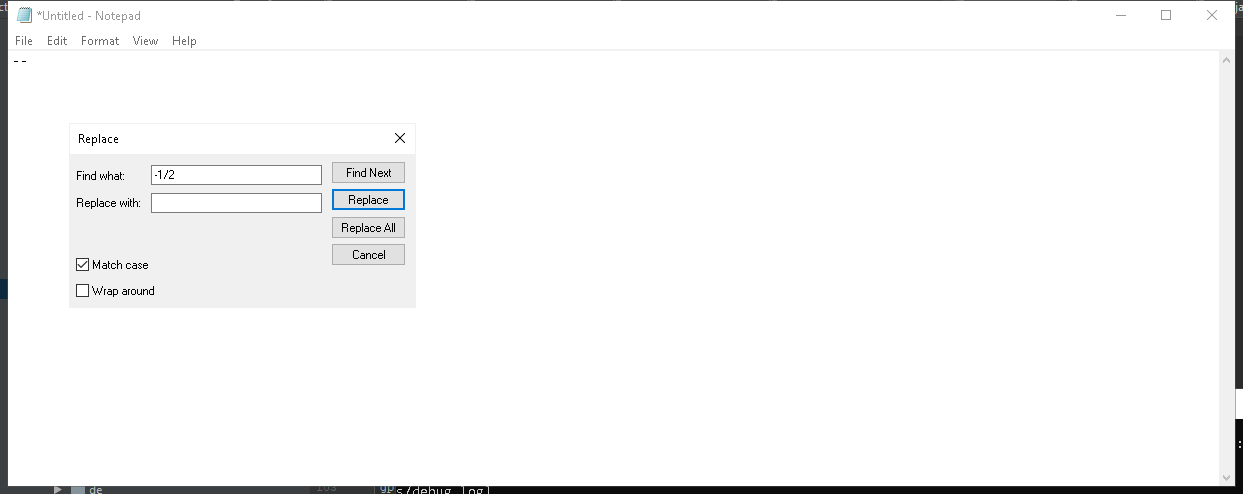 *Untitled - Notepad
File Edit Format View Help
--
Replace
Find what: -1/2 Find Next
Replace with: Replace
Replace All
Cancel
Match case
Wrap around
de 103
s/debug.log